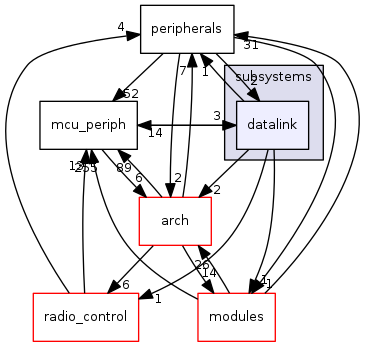 peripherals
4
31
7
1
subsystems
52
2
mcu_periph
3
14
datalink
89
6
2
2
arch
26
14
6
1
1
radio_control
modules